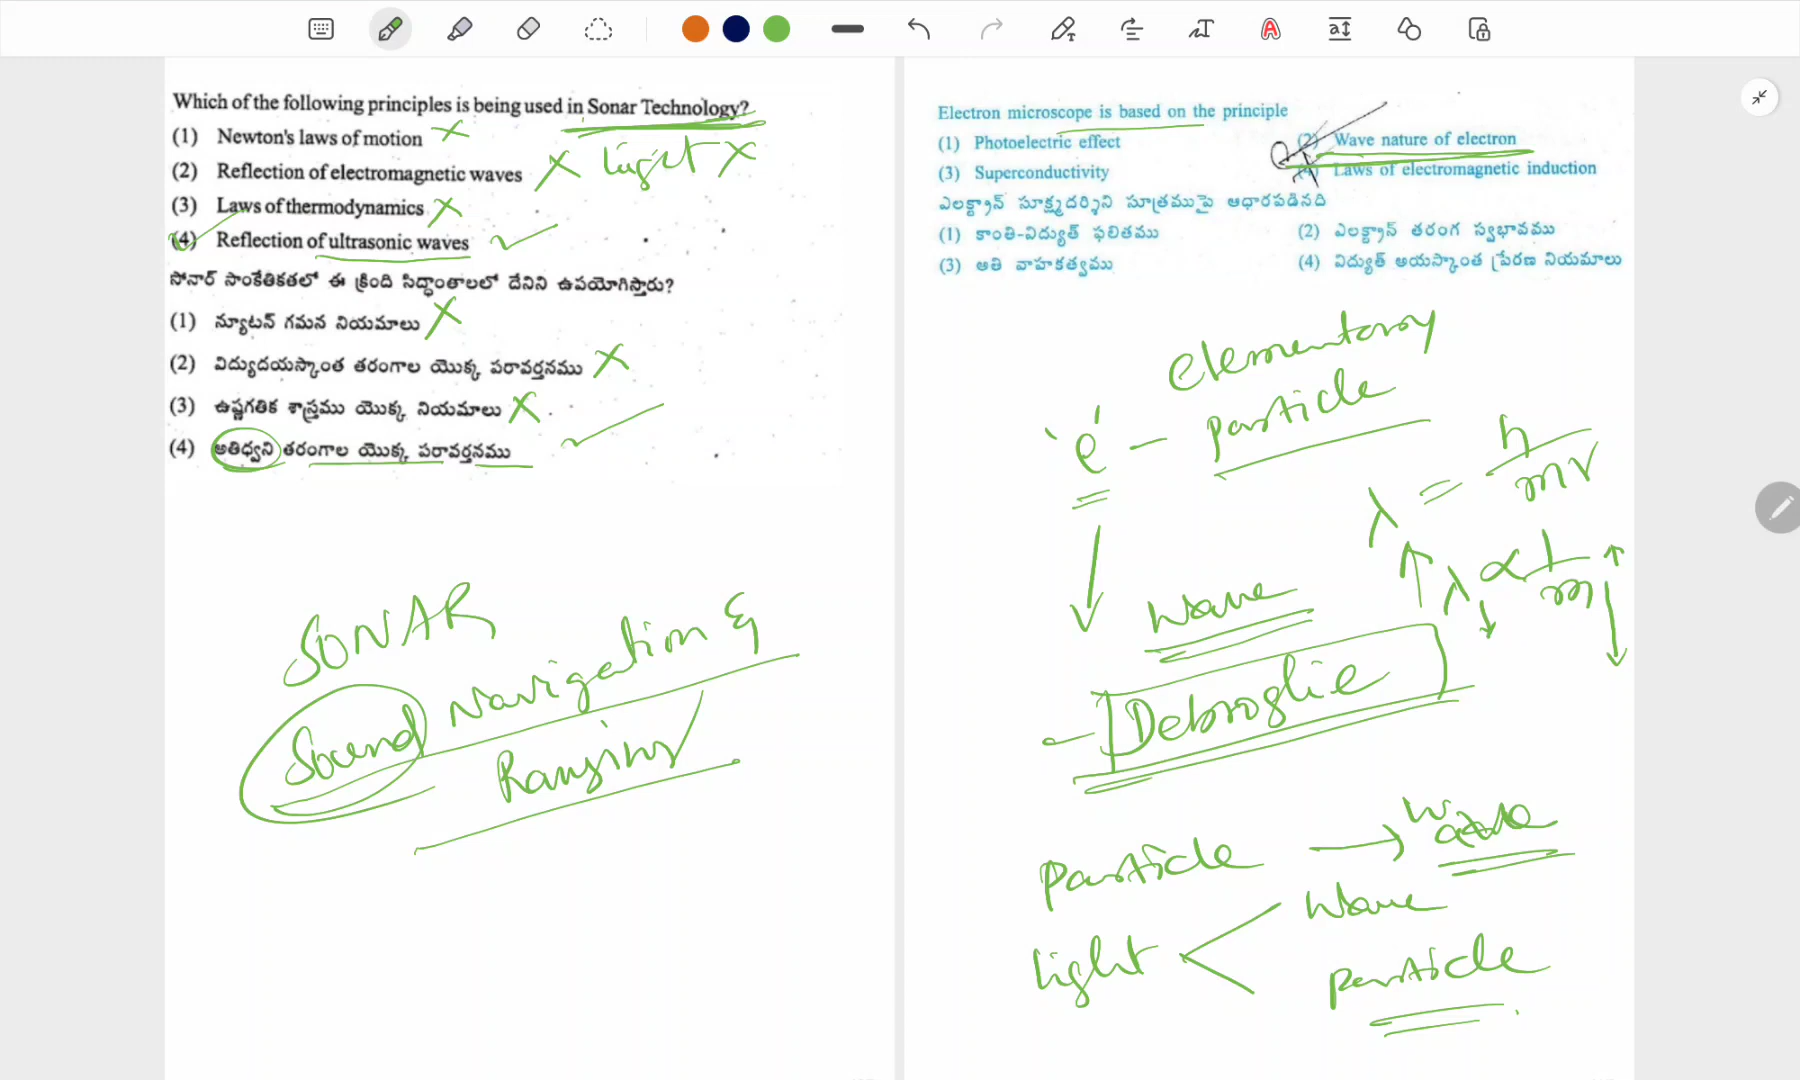 Which of the following principles is being used in Sonar Technology?
(1) Newton's laws of motion
(2) Reflection of electromagnetic waves
light
(3) Laws of thermodynamics
(4) Reflection of ultrasonic waves
సోనార్ సాంకేతికతలో ఈ క్రింది సిద్ధాంతాలలో దేనిని ఉపయోగిస్తారు?
(1) న్యూటన్ గమన నియమాలు
(2) విద్యుదయస్కాంత తరంగాల యొక్క పరావర్తనము
(3) ఉష్ణగతిక శాస్త్రము యొక్క నియమాలు
(4) అతిధ్వని తరంగాల యొక్క పరావర్తనము
SONAR
Sound Navigation &
Ranging
Electron microscope is based on the principle
(1) Photoelectric effect
(2) Wave nature of electron
(3) Superconductivity
(4) Laws of electromagnetic induction
ఎలక్ట్రాన్ సూక్ష్మదర్శిని సూత్రముపై ఆధారపడినది
(1) కాంతి-విద్యుత్ ఫలితము
(2) ఎలక్ట్రాన్ తరంగ స్వభావము
(3) అతి వాహకత్వము
(4) విద్యుత్ అయస్కాంత ప్రేరణ నియమాలు
elementary
'e' – particle
λ = h/mv
λ ∝ 1/m
wave
– Debroglie
particle → wave
light < wave
particle